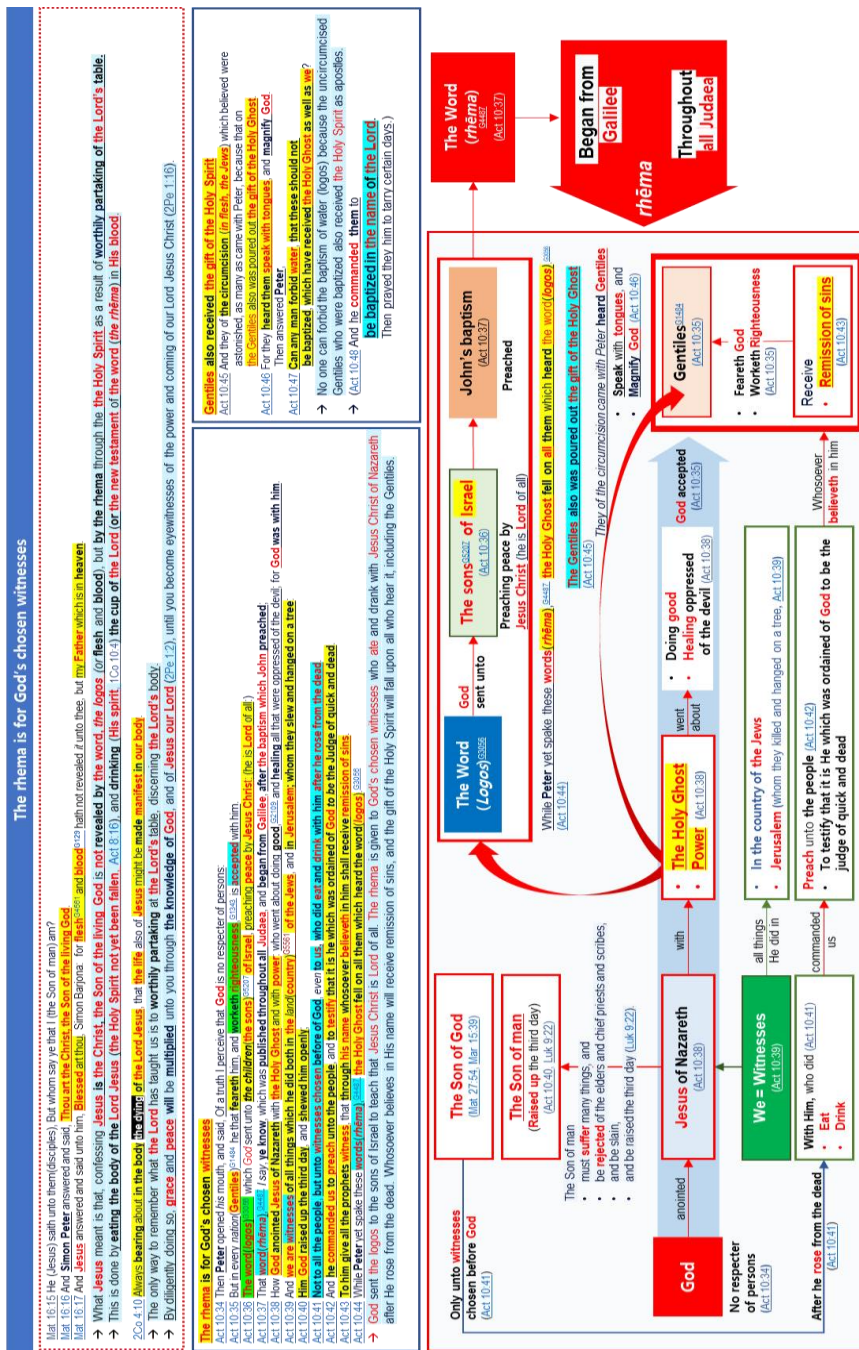 The rhema is for God's chosen witnesses
Mat 16:15 He (Jesus) saith unto them(disciples), But whom say ye that I (the Son of man) am?
Mat 16:16 And Simon Peter answered and said, Thou art the Christ, the Son of the living God.
Mat 16:17 And Jesus answered and said unto him, Blessed art thou, Simon Barjona: for flesh G4561 and blood G129 hath not revealed it unto thee, but my Father which is in heaven.
→ What Jesus meant is that, confessing Jesus is the Christ, the Son of the living God is not revealed by the word, the logos (or flesh and blood), but by the rhema through the Holy Spirit as a result of worthily partaking of the Lord's table.
→ This is done by eating the body of the Lord Jesus (the Holy Spirit not yet been fallen, Act 8:16), and drinking (His spirit, 1Co 10:4) the cup of the Lord (or the new testament of the word (the rhema) in His blood.
2Co 4:10 Always bearing about in the body the dying of the Lord Jesus, that the life also of Jesus might be made manifest in our body.
→ The only way to remember what the Lord has taught us is to worthily partaking at the Lord's table, discerning the Lord's body.
→ By diligently doing so, grace and peace will be multiplied unto you through the knowledge of God, and of Jesus our Lord (2Pe 1:2), until you become eyewitnesses of the power and coming of our Lord Jesus Christ (2Pe 1:16).
The rhema is for God's chosen witnesses
Act 10:34 Then Peter opened his mouth, and said, Of a truth I perceive that God is no respecter of persons:
Act 10:35 But in every nation(Gentiles) G1484 he that feareth him, and worketh righteousness G1343, is accepted with him.
Act 10:36 The word(logos) G3056 which God sent unto the children(the sons) G5207 of Israel, preaching peace by Jesus Christ: (he is Lord of all:)
Act 10:37 That word(rhēma) G4487, I say, ye know, which was published throughout all Judaea, and began from Galilee, after the baptism which John preached;
Act 10:38 How God anointed Jesus of Nazareth with the Holy Ghost and with power: who went about doing good, G2109 and healing all that were oppressed of the devil; for God was with him.
Act 10:39 And we are witnesses of all things which he did both in the land(country) G5561 of the Jews, and in Jerusalem; whom they slew and hanged on a tree:
Act 10:40 Him God raised up the third day, and shewed him openly;
Act 10:41 Not to all the people, but unto witnesses chosen before of God, even to us, who did eat and drink with him after he rose from the dead.
Act 10:42 And he commanded us to preach unto the people, and to testify that it is he which was ordained of God to be the Judge of quick and dead.
Act 10:43 To him give all the prophets witness, that through his name whosoever believeth in him shall receive remission of sins.
Act 10:44 While Peter yet spake these words(rhēma), G4487 the Holy Ghost fell on all them which heard the word(logos) G3056
→ God sent the logos to the sons of Israel to teach that Jesus Christ is Lord of all. The rhema is given to God's chosen witnesses who ate and drank with Jesus Christ of Nazareth after He rose from the dead. Whosoever believes in His name will receive remission of sins, and the gift of the Holy Spirit will fall upon all who hear it, including the Gentiles.
Gentiles also received the gift of the Holy Spirit
Act 10:45 And they of the circumcision (in flesh, the Jews) which believed were
astonished, as many as came with Peter, because that on
the Gentiles also was poured out the gift of the Holy Ghost.
Act 10:46 For they heard them speak with tongues, and magnify God.
Then answered Peter,
Act 10:47 Can any man forbid water, that these should not
be baptized, which have received the Holy Ghost as well as we?
→ No one can forbid the baptism of water (logos) because the uncircumcised
Gentiles who were baptized also received the Holy Spirit as apostles.
→ (Act 10:48 And he commanded them to
be baptized in the name of the Lord.
Then prayed they him to tarry certain days.)
Only unto witnesses
chosen before God
(Act 10:41)
The Son of God
(Mat 27:54, Mar 15:39)
The Son of man
(Raised up the third day)
(Act 10:40, Luk 9:22)
The Son of man
• must suffer many things, and
• be rejected of the elders and chief priests and scribes,
• and be slain,
• and be raised the third day (Luk 9:22)
The Word
(Logos) G3056
God
sent unto
The sons G5207 of Israel
(Act 10:36)
Preaching peace by
Jesus Christ (he is Lord of all)
John's baptism
(Act 10:37)
Preached
The Word
(rhēma)
G4487
(Act 10:37)
rhēma
Began from
Galilee
Throughout
all Judaea
While Peter yet spake these words(rhēma), G4487 the Holy Ghost fell on all them which heard the word(logos) G3056
(Act 10:44)
The Gentiles also was poured out the gift of the Holy Ghost
(Act 10:45)
They of the circumcision came with Peter heard Gentiles
• Speak with tongues, and
• Magnify God (Act 10:46)
God
anointed
Jesus of Nazareth
(Act 10:38)
with
• The Holy Ghost
• Power (Act 10:38)
went
about
• Doing good
• Healing oppressed
of the devil (Act 10:38)
God accepted
(Act 10:35)
Gentiles G1484
(Act 10:35)
• Feareth God
• Worketh Righteousness
(Act 10:35)
Receive
• Remission of sins
(Act 10:43)
No respecter
of persons
(Act 10:34)
We = Witnesses
(Act 10:39)
all things
He did in
• In the country of the Jews
• Jerusalem (whom they killed and hanged on a tree, Act 10:39)
After he rose from the dead
(Act 10:41)
With Him, who did (Act 10:41)
• Eat
• Drink
commanded
us
Preach unto the people (Act 10:42)
• To testify that it is He which was ordained of God to be the
judge of quick and dead
Whosoever
believeth in him